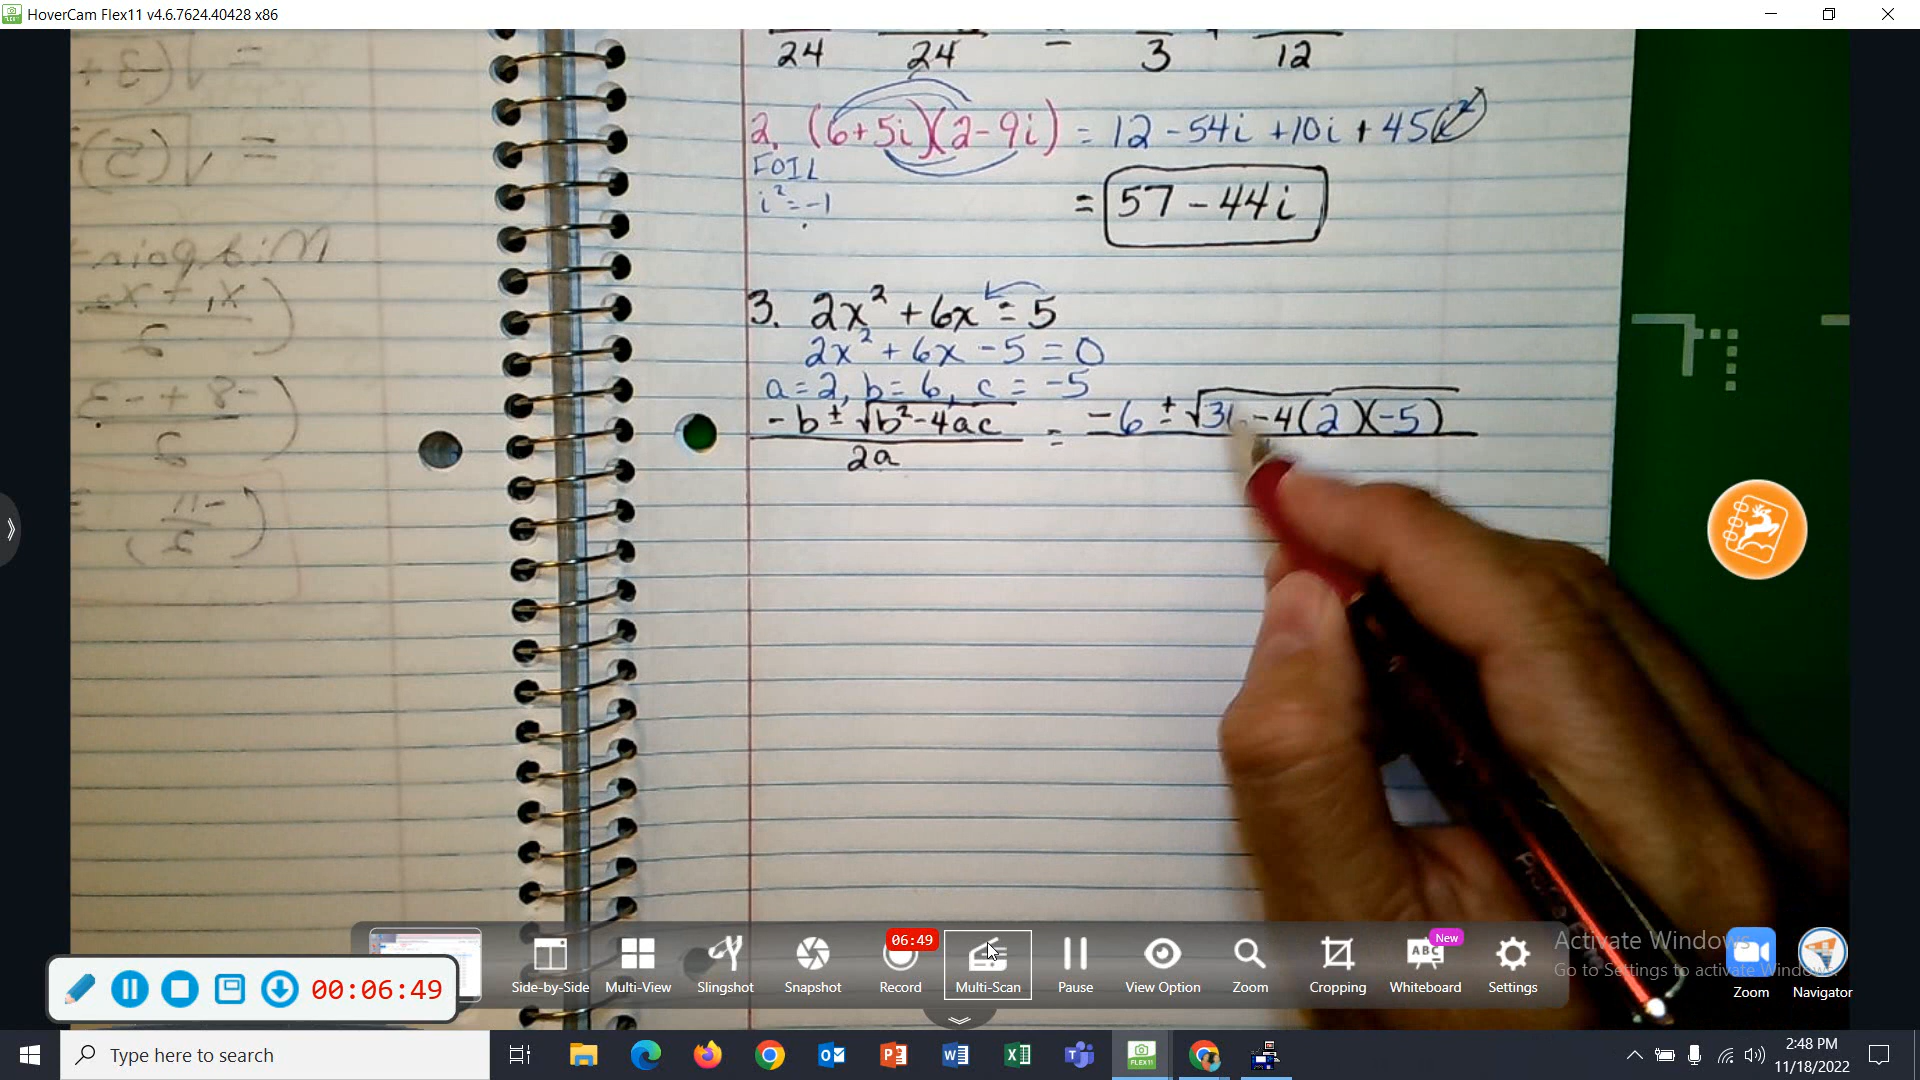 HoverCam Flex11 v4.6.7624.40428 x86
24 24 = 3 12
2. (6+5i)(2-9i) = 12 - 54i + 10i + 45(i²)
FOIL
i² = -1
= 57 - 44i
3. 2x² + 6x = 5
2x² + 6x - 5 = 0
a = 2, b = 6, c = -5
-b ± √b²-4ac / 2a = -6 ± √36-4(2)(-5)
Midpoint
06:49
New
00:06:49
Side-by-Side Multi-View Slingshot Snapshot Record Multi-Scan Pause View Option Zoom Cropping Whiteboard Settings
Activate Windows
Go to Settings to activate Windows.
Zoom Navigator
Type here to search
2:48 PM
11/18/2022